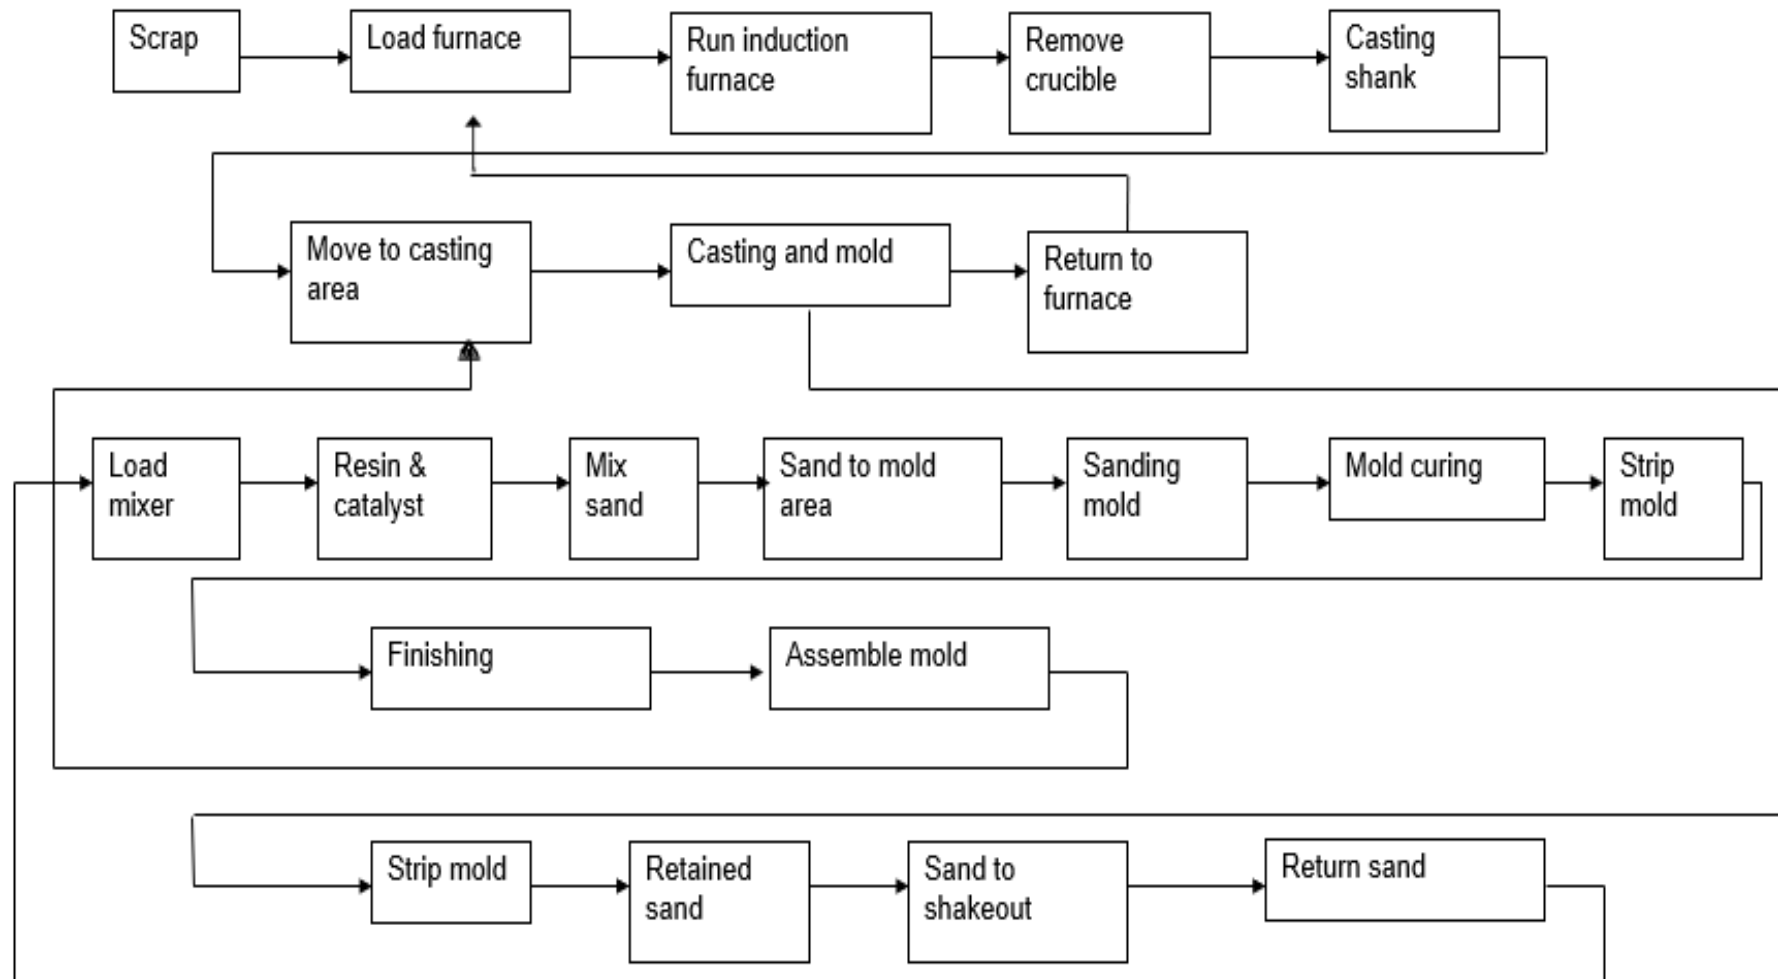 Scrap
Load furnace
Run induction
furnace
Remove
crucible
Casting
shank
Move to casting
area
Casting and mold
Return to
furnace
Load
mixer
Resin &
catalyst
Mix
sand
Sand to mold
area
Sanding
mold
Mold curing
Strip
mold
Finishing
Assemble mold
Strip mold
Retained
sand
Sand to
shakeout
Return sand